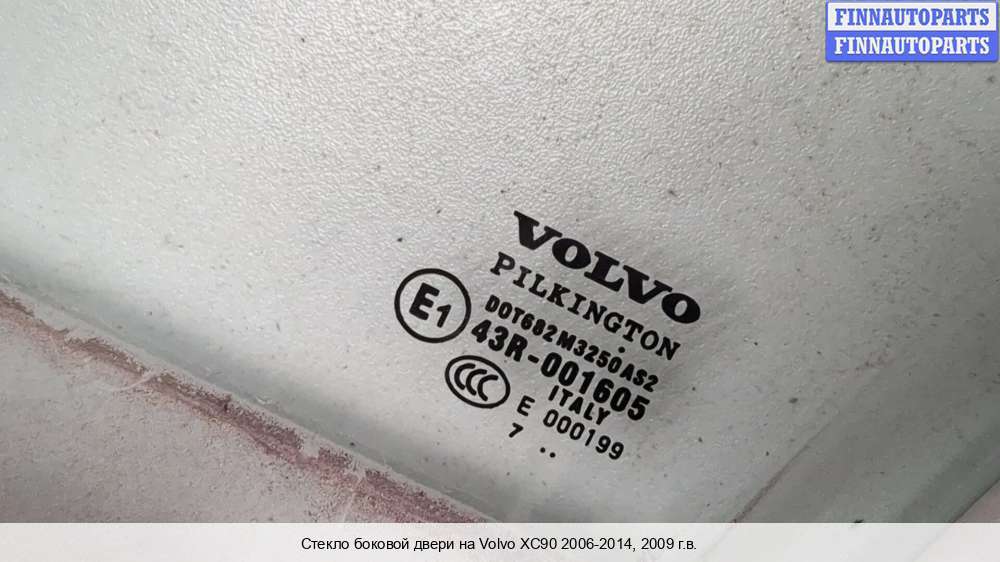 FINNAUTOPARTS
FINNAUTOPARTS
VOLVO
PILKINGTON
DOT682M3250AS2
E1
43R-001605
ITALY
CCC
E 000199
7 ..
Стекло боковой двери на Volvo XC90 2006-2014, 2009 г.в.